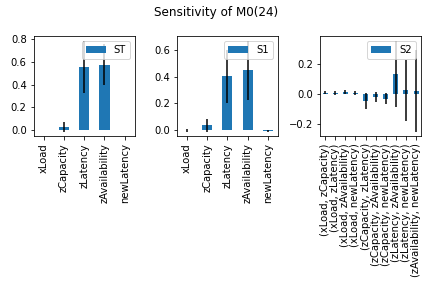 Sensitivity of M0(24)
0.8
0.6
0.4
0.2
0.0
ST
xLoad
zCapacity
zLatency
zAvailability
newLatency
0.6
0.4
0.2
0.0
S1
xLoad
zCapacity
zLatency
zAvailability
newLatency
0.2
0.0
−0.2
S2
(xLoad, zCapacity)
(xLoad, zLatency)
(xLoad, zAvailability)
(xLoad, newLatency)
(zCapacity, zLatency)
(zCapacity, zAvailability)
(zCapacity, newLatency)
(zLatency, zAvailability)
(zLatency, newLatency)
(zAvailability, newLatency)